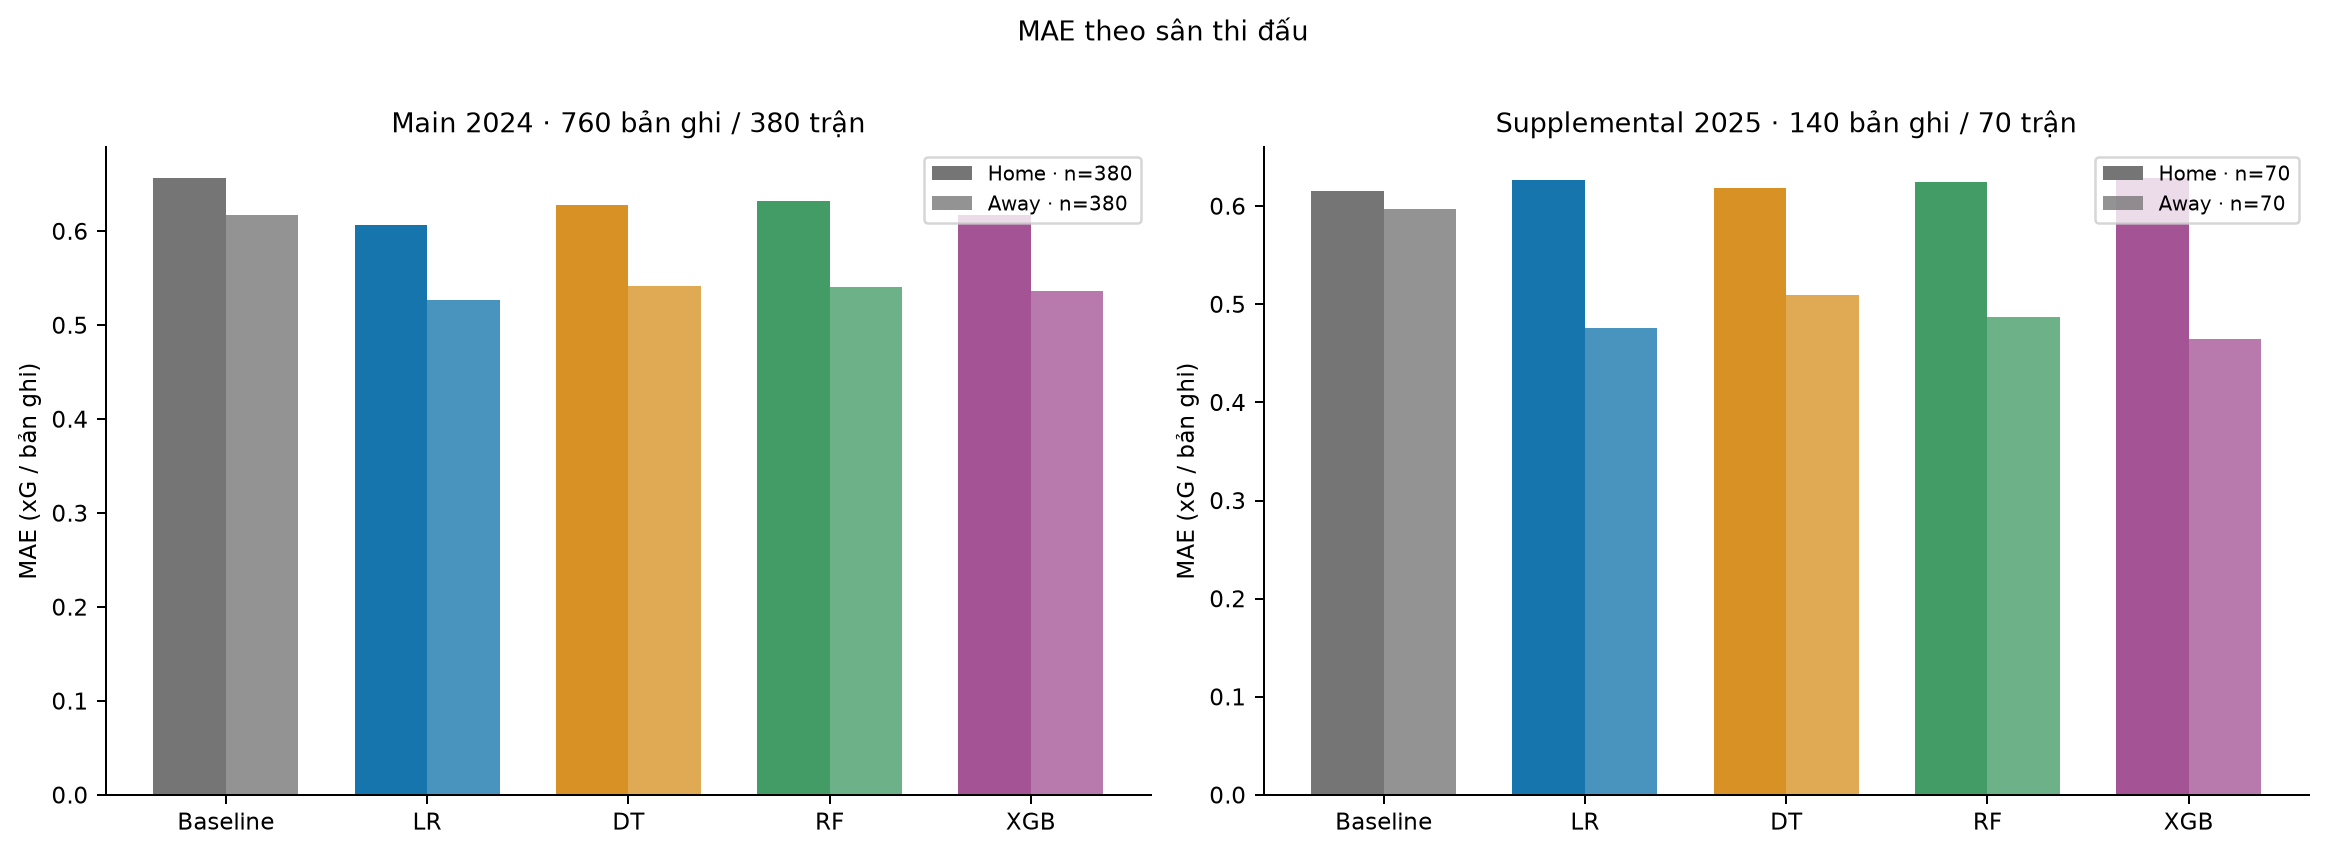 MAE theo sân thi đấu
Main 2024 · 760 bản ghi / 380 trận
MAE (xG / bản ghi)
0.6
0.5
0.4
0.3
0.2
0.1
0.0
Home · n=380
Away · n=380
Baseline LR DT RF XGB
Supplemental 2025 · 140 bản ghi / 70 trận
MAE (xG / bản ghi)
0.6
0.5
0.4
0.3
0.2
0.1
0.0
Home · n=70
Away · n=70
Baseline LR DT RF XGB